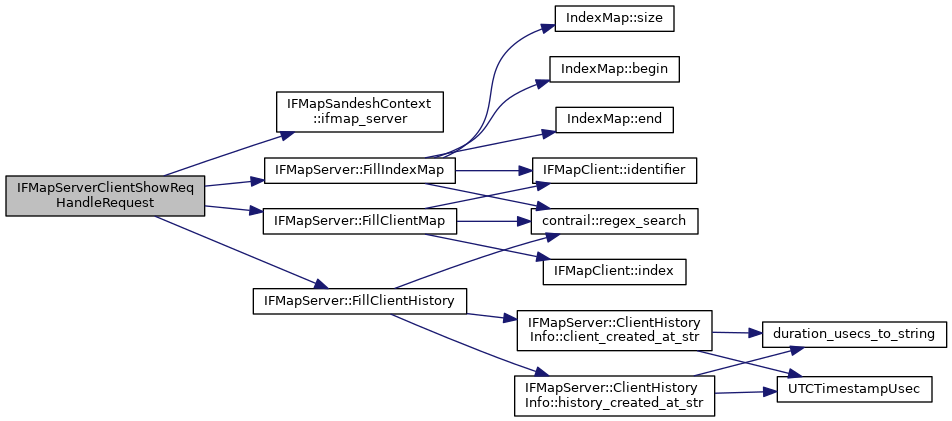 IFMapServerClientShowReq
HandleRequest
IFMapSandeshContext
::ifmap_server
IFMapServer::FillIndexMap
IFMapServer::FillClientMap
IFMapServer::FillClientHistory
IndexMap::size
IndexMap::begin
IndexMap::end
IFMapClient::identifier
contrail::regex_search
IFMapClient::index
IFMapServer::ClientHistory
Info::client_created_at_str
IFMapServer::ClientHistory
Info::history_created_at_str
duration_usecs_to_string
UTCTimestampUsec